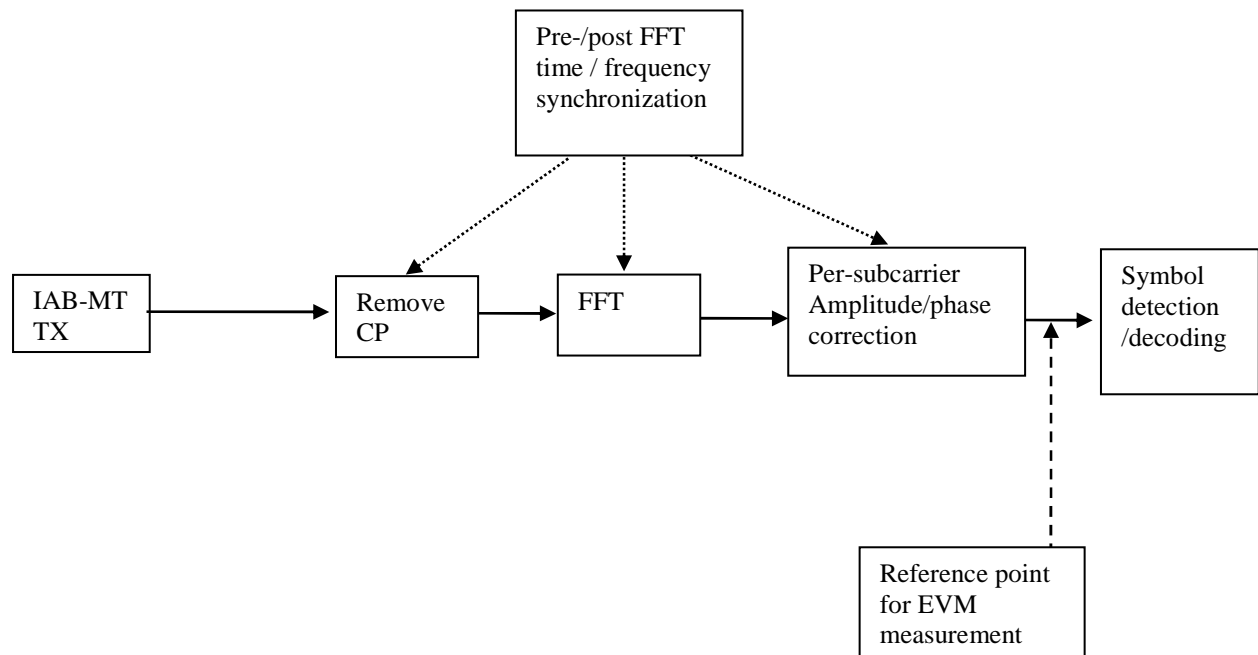 Pre-/post FFT
time / frequency
synchronization
IAB-MT
TX
Remove
CP
FFT
Per-subcarrier
Amplitude/phase
correction
Symbol
detection
/decoding
Reference point
for EVM
measurement